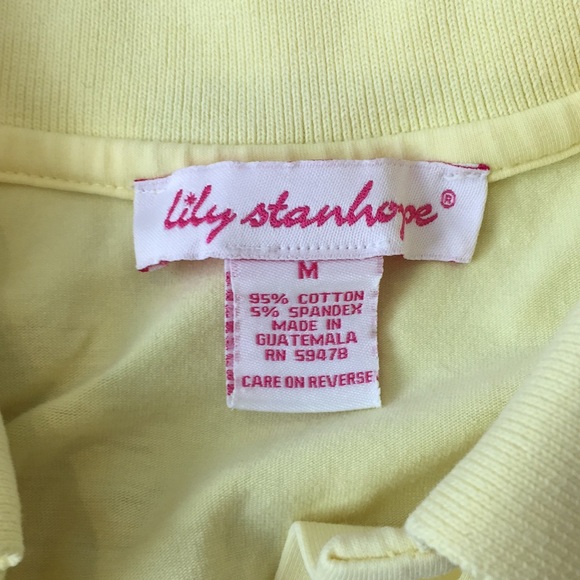 lily stanhope®
M
95% COTTON
5% SPANDEX
MADE IN
GUATEMALA
RN 59478
CARE ON REVERSE